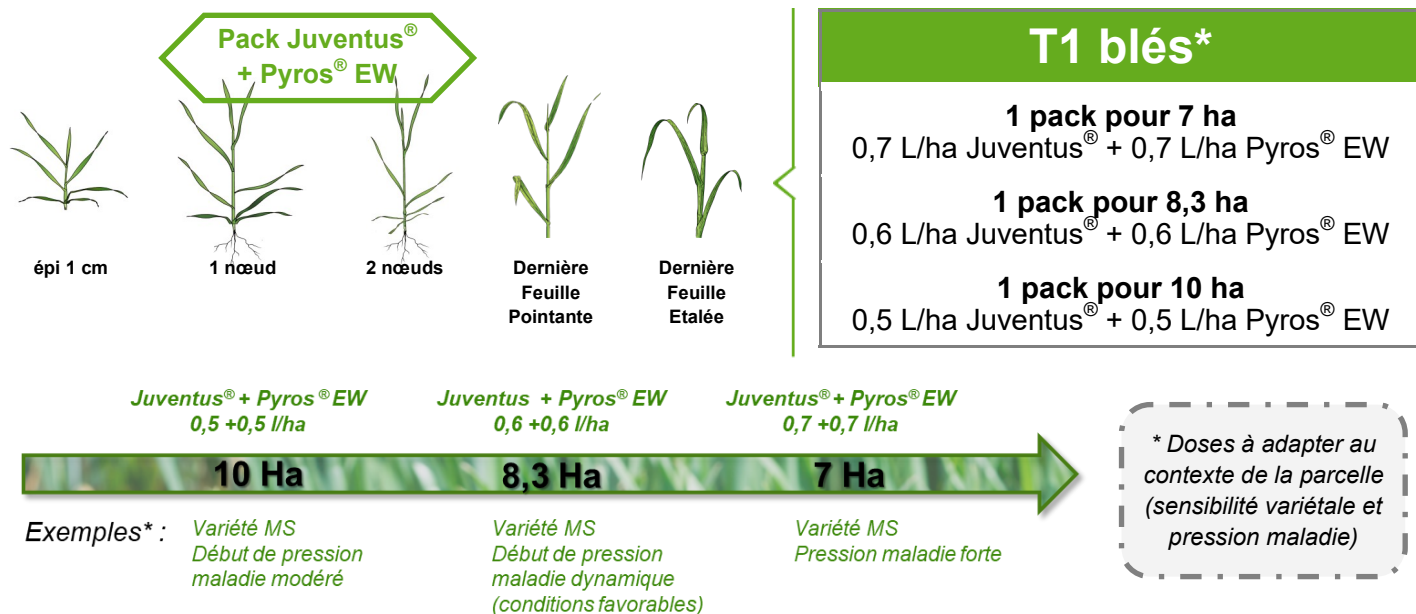 Pack Juventus®
+ Pyros® EW
épi 1 cm
1 nœud
2 nœuds
Dernière
Feuille
Pointante
Dernière
Feuille
Etalée
T1 blés*
1 pack pour 7 ha
0,7 L/ha Juventus® + 0,7 L/ha Pyros® EW
1 pack pour 8,3 ha
0,6 L/ha Juventus® + 0,6 L/ha Pyros® EW
1 pack pour 10 ha
0,5 L/ha Juventus® + 0,5 L/ha Pyros® EW
Juventus® + Pyros ® EW
0,5 +0,5 l/ha
Juventus + Pyros® EW
0,6 +0,6 l/ha
Juventus® + Pyros® EW
0,7 +0,7 l/ha
10 Ha
8,3 Ha
7 Ha
Exemples* :
Variété MS
Début de pression
maladie modéré
Variété MS
Début de pression
maladie dynamique
(conditions favorables)
Variété MS
Pression maladie forte
* Doses à adapter au
contexte de la parcelle
(sensibilité variétale et
pression maladie)